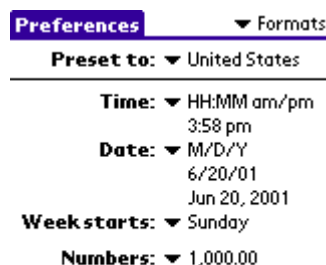 Preferences ▼ Formats
Preset to: ▼ United States
Time: ▼ HH:MM am/pm
3:58 pm
Date: ▼ M/D/Y
6/20/01
Jun 20, 2001
Week starts: ▼ Sunday
Numbers: ▼ 1,000.00